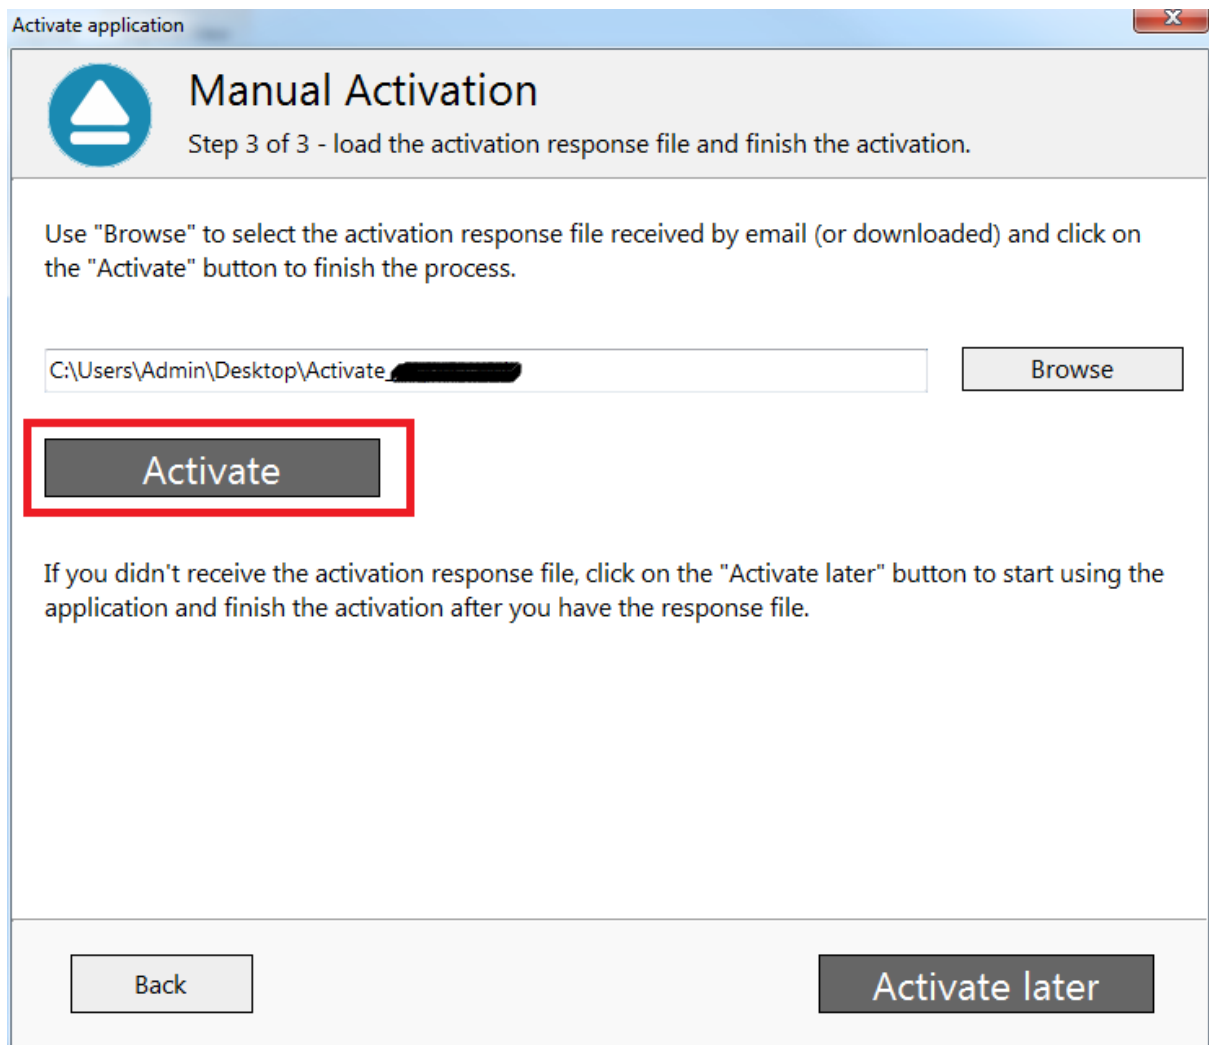 Activate application
Manual Activation
Step 3 of 3 - load the activation response file and finish the activation.
Use "Browse" to select the activation response file received by email (or downloaded) and click on
the "Activate" button to finish the process.
C:\Users\Admin\Desktop\Activate_
Browse
Activate
If you didn't receive the activation response file, click on the "Activate later" button to start using the
application and finish the activation after you have the response file.
Back
Activate later